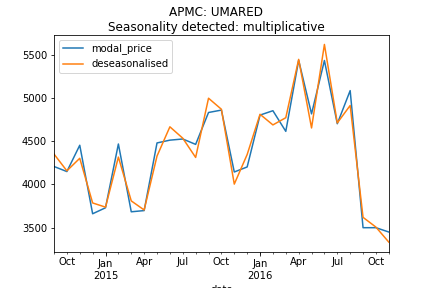 APMC: UMARED
Seasonality detected: multiplicative
modal_price
deseasonalised
5500
5000
4500
4000
3500
Oct Jan Apr Jul Oct Jan Apr Jul Oct
2015 2016